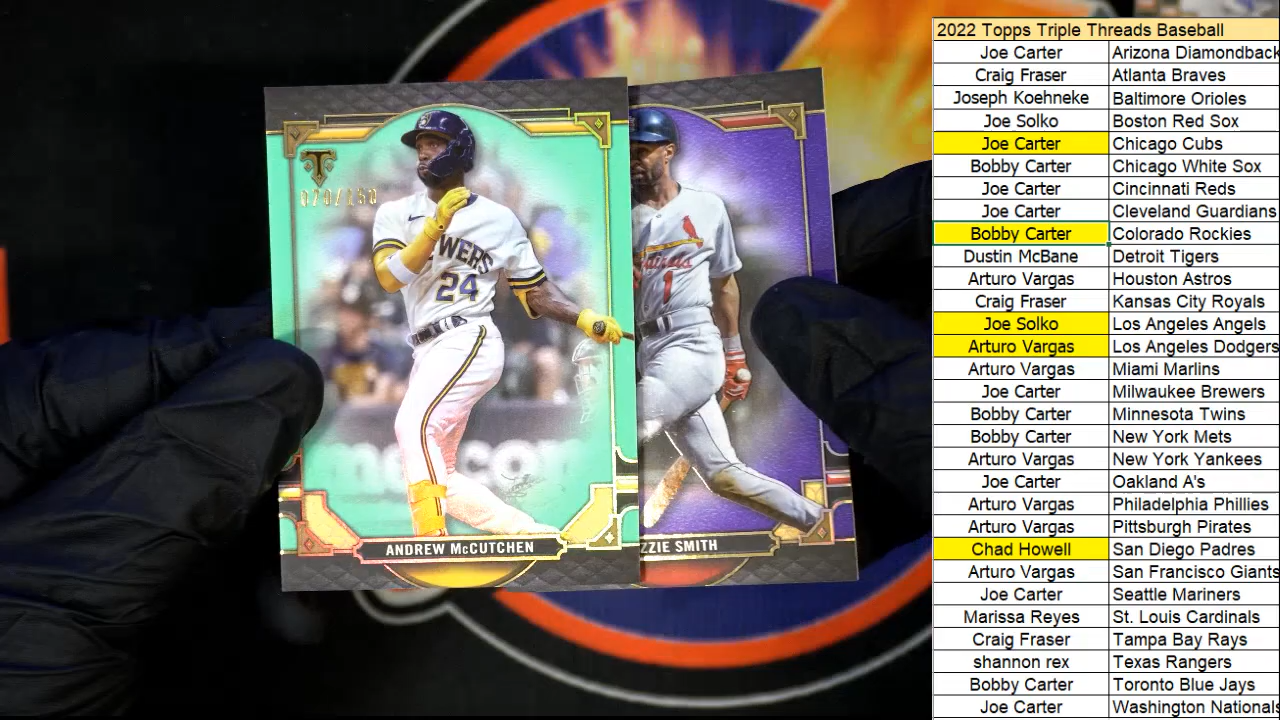 070/250
BREWERS
24
ANDREW McCUTCHEN
Cardinals
1
ZZIE SMITH
2022 Topps Triple Threads Baseball
Joe Carter Arizona Diamondback
Craig Fraser Atlanta Braves
Joseph Koehneke Baltimore Orioles
Joe Solko Boston Red Sox
Joe Carter Chicago Cubs
Bobby Carter Chicago White Sox
Joe Carter Cincinnati Reds
Joe Carter Cleveland Guardians
Bobby Carter Colorado Rockies
Dustin McBane Detroit Tigers
Arturo Vargas Houston Astros
Craig Fraser Kansas City Royals
Joe Solko Los Angeles Angels
Arturo Vargas Los Angeles Dodgers
Arturo Vargas Miami Marlins
Joe Carter Milwaukee Brewers
Bobby Carter Minnesota Twins
Bobby Carter New York Mets
Arturo Vargas New York Yankees
Joe Carter Oakland A's
Arturo Vargas Philadelphia Phillies
Arturo Vargas Pittsburgh Pirates
Chad Howell San Diego Padres
Arturo Vargas San Francisco Giants
Joe Carter Seattle Mariners
Marissa Reyes St. Louis Cardinals
Craig Fraser Tampa Bay Rays
shannon rex Texas Rangers
Bobby Carter Toronto Blue Jays
Joe Carter Washington Nationals